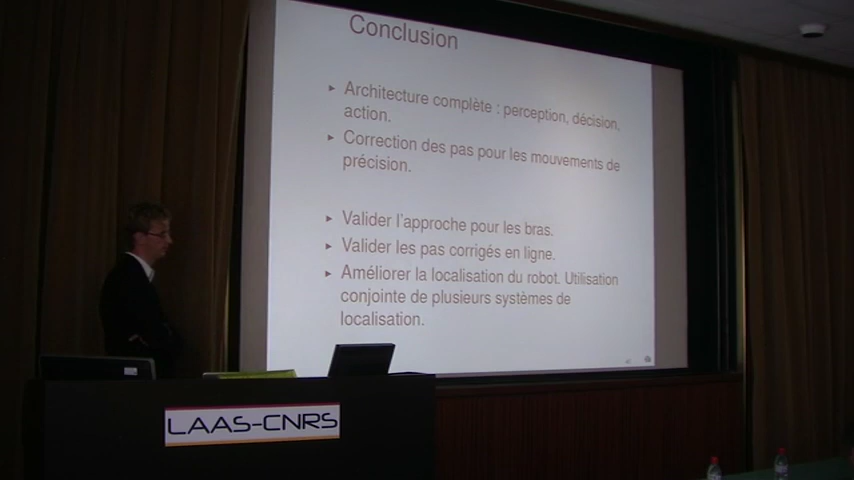 Conclusion
▸ Architecture complète : perception, décision,
action.
▸ Correction des pas pour les mouvements de
précision.
▸ Valider l'approche pour les bras.
▸ Valider les pas corrigés en ligne.
▸ Améliorer la localisation du robot. Utilisation
conjointe de plusieurs systèmes de
localisation.
LAAS-CNRS